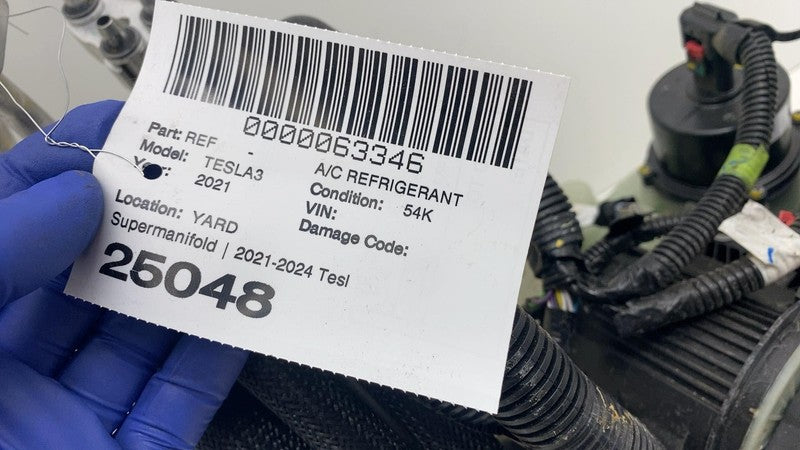 0000063346
Part: REF -
A/C REFRIGERANT
Model: TESLA3
Condition: 54K
Year: 2021
VIN:
Damage Code:
Location: YARD
Supermanifold | 2021-2024 Tesl
25048